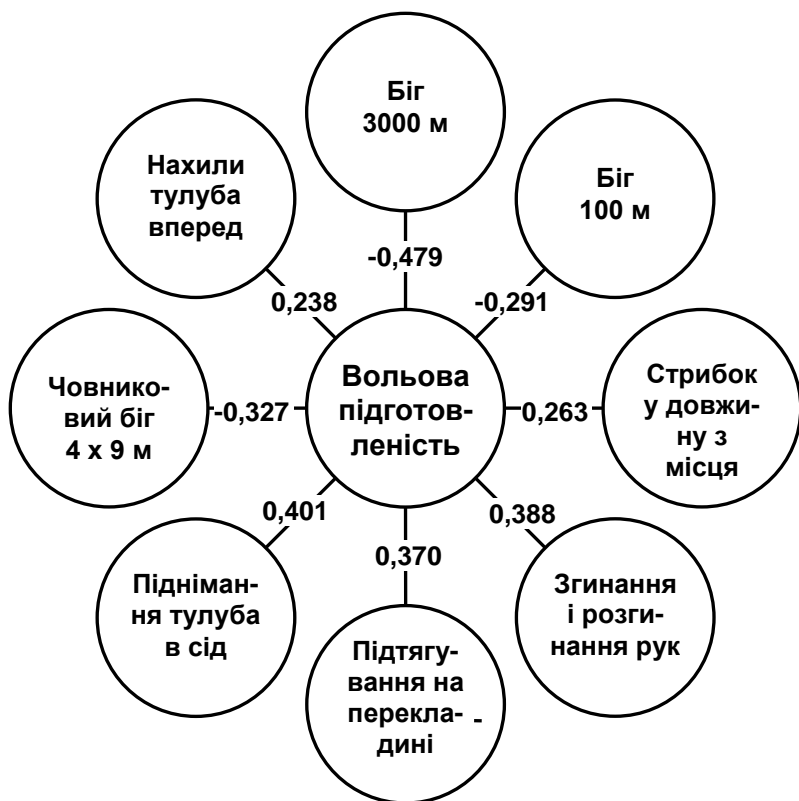 Біг
3000 м
Нахили
тулуба
вперед
Біг
100 м
-0,479
0,238
-0,291
Човнико-
вий біг
4 х 9 м
-0,327
Вольова
підготов-
леність
0,263
Стрибок
у довжи-
ну з
місця
0,401
0,388
0,370
Підніман-
ня тулуба
в сід
Підтягу-
вання на
перекла-
дині
Згинання
і розги-
нання рук